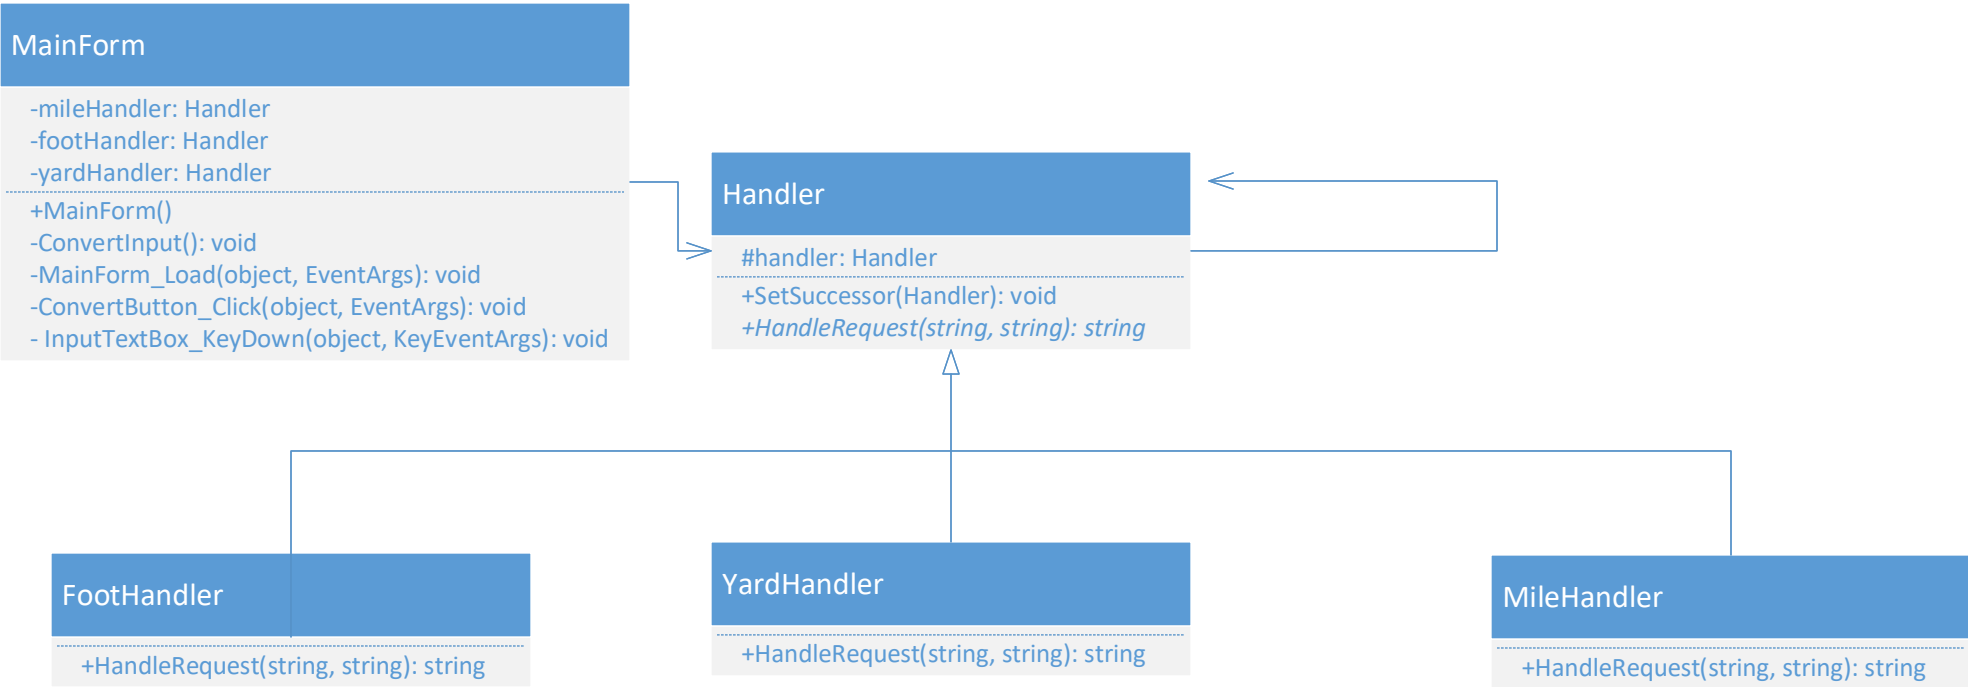 MainForm
-mileHandler: Handler
-footHandler: Handler
-yardHandler: Handler
+MainForm()
-ConvertInput(): void
-MainForm_Load(object, EventArgs): void
-ConvertButton_Click(object, EventArgs): void
- InputTextBox_KeyDown(object, KeyEventArgs): void
Handler
#handler: Handler
+SetSuccessor(Handler): void
+HandleRequest(string, string): string
FootHandler
+HandleRequest(string, string): string
YardHandler
+HandleRequest(string, string): string
MileHandler
+HandleRequest(string, string): string